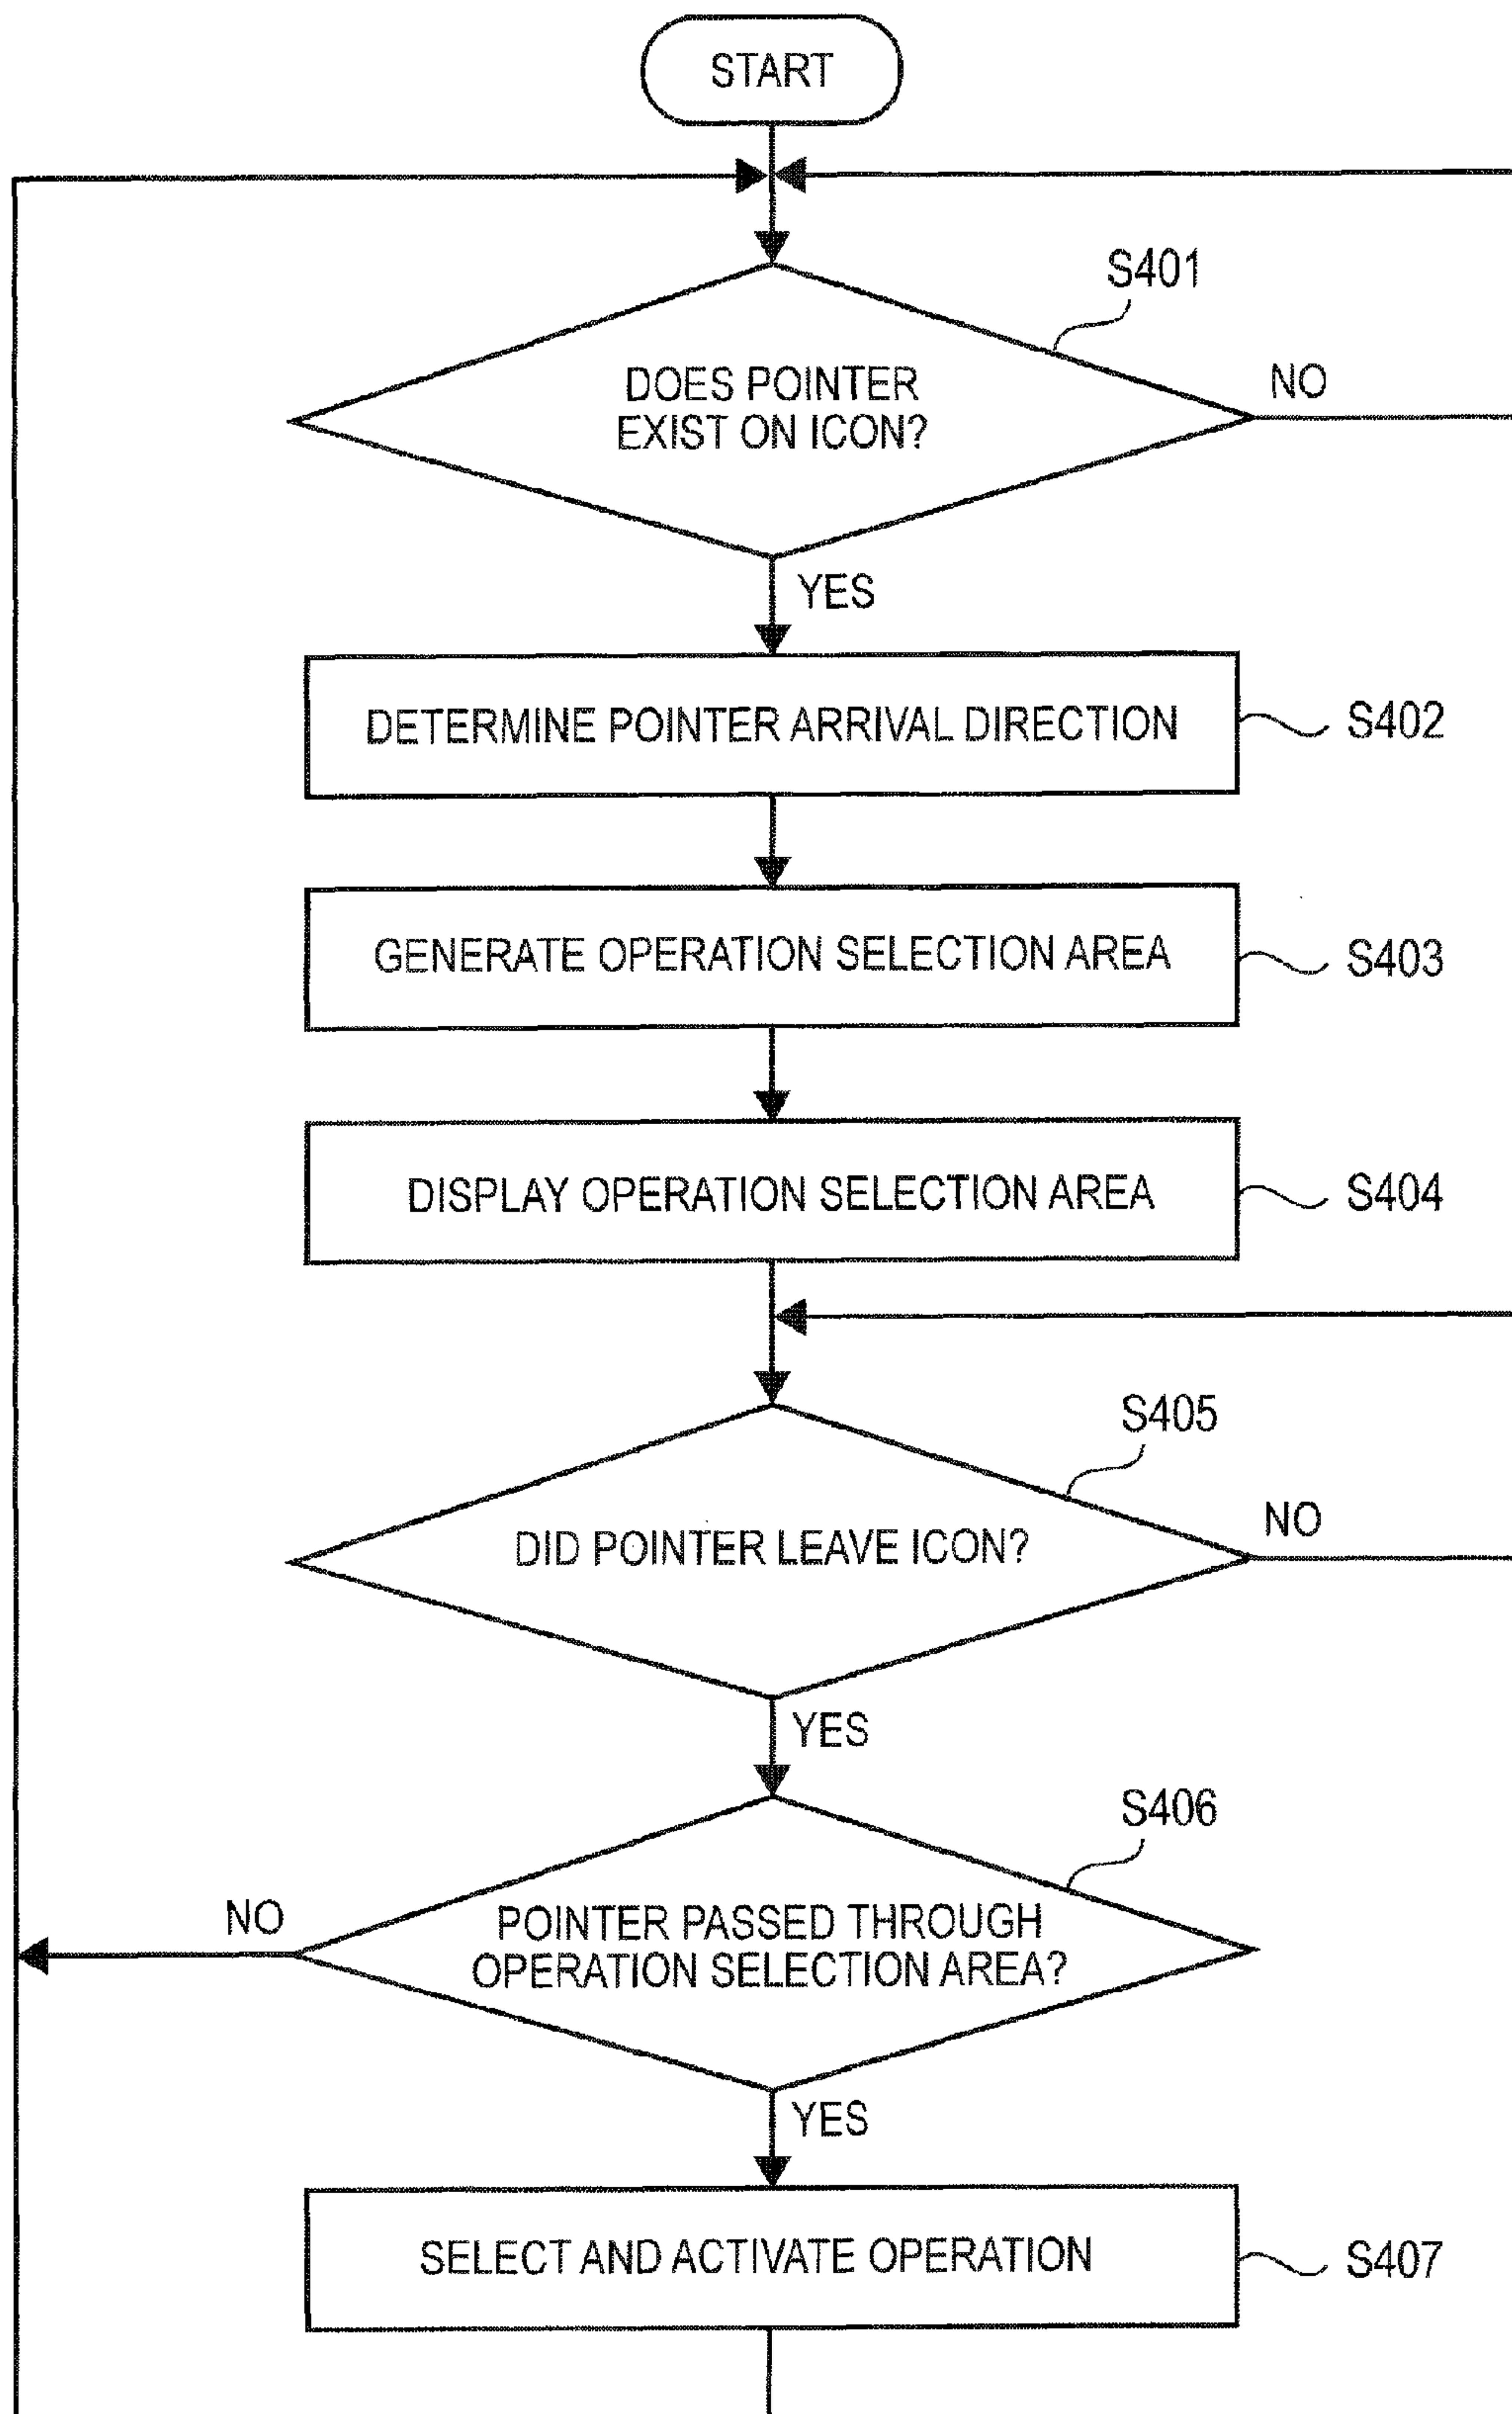 START
S401
DOES POINTER
EXIST ON ICON?
NO
YES
DETERMINE POINTER ARRIVAL DIRECTION
S402
GENERATE OPERATION SELECTION AREA
S403
DISPLAY OPERATION SELECTION AREA
S404
S405
DID POINTER LEAVE ICON?
NO
YES
S406
NO
POINTER PASSED THROUGH
OPERATION SELECTION AREA?
YES
SELECT AND ACTIVATE OPERATION
S407